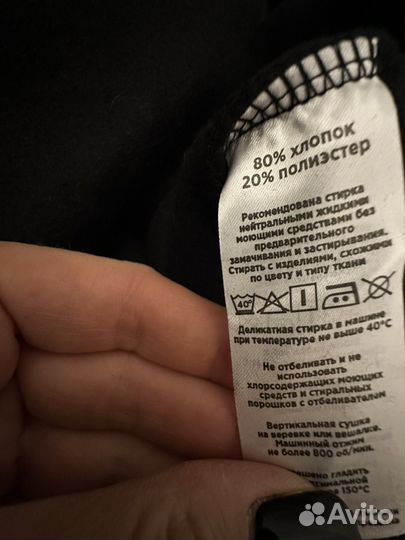 80% ХЛОПОК
20% ПОЛИЭСТЕР
Рекомендована стирка
нейтральными жидкими
моющими средствами без
предварительного
замачивания и застирывания.
Стирать с изделиями, схожими
по цвету и типу ткани
40°
Деликатная стирка в машине
при температуре не выше 40°C
Не отбеливать и не
использовать
хлорсодержащих моющих
средств и стиральных
порошков с отбеливателем
Вертикальная сушка
на веревке или вешалке.
Машинный отжим
не более 800 об/мин.
гладить
150°C
Avito